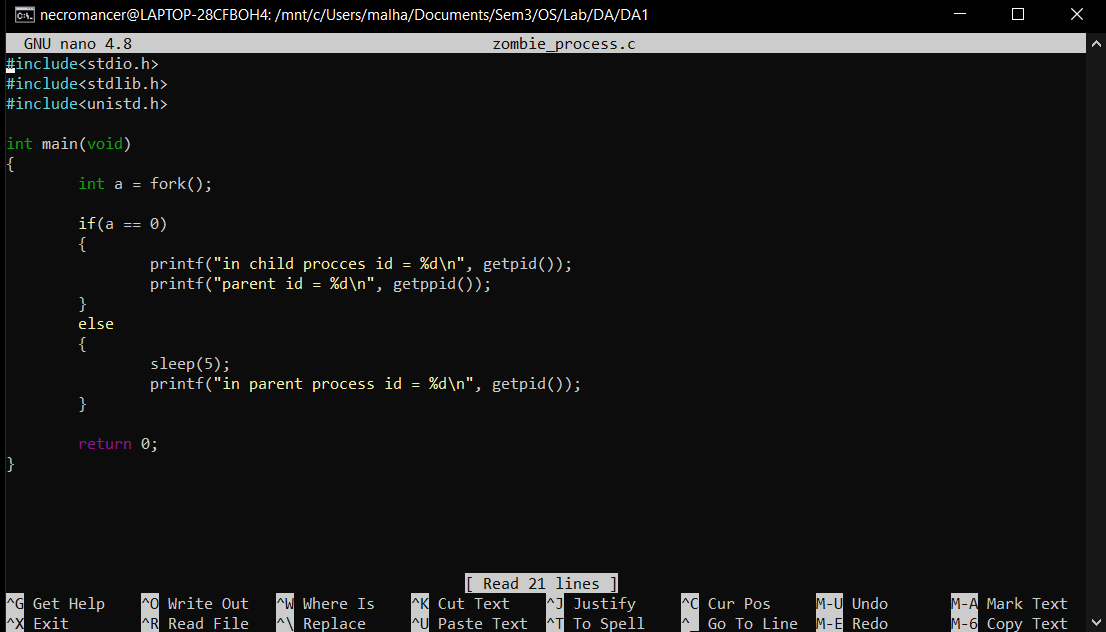 necromancer@LAPTOP-28CFBOH4: /mnt/c/Users/malha/Documents/Sem3/OS/Lab/DA/DA1
GNU nano 4.8 zombie_process.c
#include<stdio.h>
#include<stdlib.h>
#include<unistd.h>
int main(void)
{
int a = fork();
if(a == 0)
{
printf("in child procces id = %d\n", getpid());
printf("parent id = %d\n", getppid());
}
else
{
sleep(5);
printf("in parent process id = %d\n", getpid());
}
return 0;
}
[ Read 21 lines ]
^G Get Help ^O Write Out ^W Where Is ^K Cut Text ^J Justify ^C Cur Pos M-U Undo M-A Mark Text
^X Exit ^R Read File ^\ Replace ^U Paste Text ^T To Spell ^_ Go To Line M-E Redo M-6 Copy Text